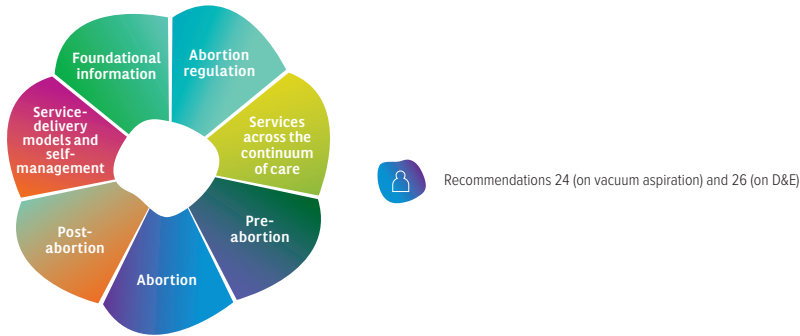 Foundational
information
Abortion
regulation
Services
across the
continuum
of care
Pre-
abortion
Abortion
Post-
abortion
Service-
delivery
models and
self-
management
Recommendations 24 (on vacuum aspiration) and 26 (on D&E)